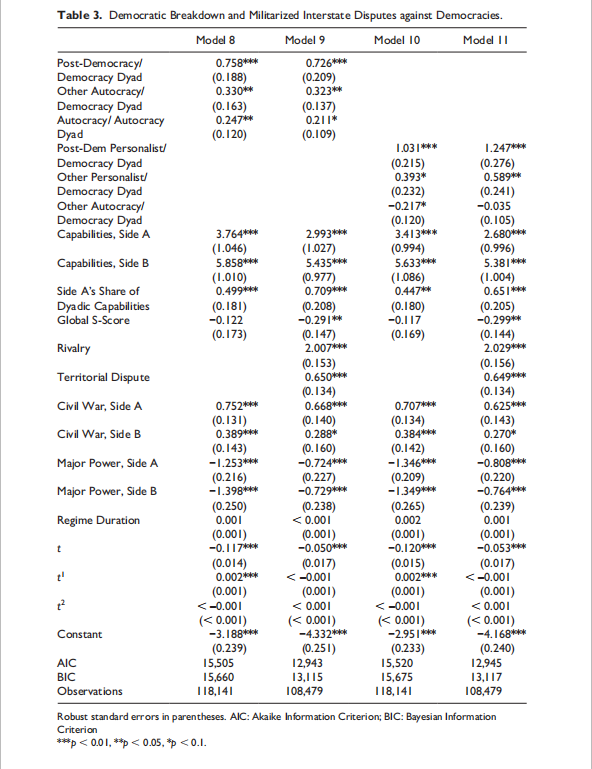 Table 3. Democratic Breakdown and Militarized Interstate Disputes against Democracies.
Model 8 Model 9 Model 10 Model 11
Post-Democracy/ 0.758*** 0.726***
Democracy Dyad (0.188) (0.209)
Other Autocracy/ 0.330** 0.323**
Democracy Dyad (0.163) (0.137)
Autocracy/ Autocracy 0.247** 0.211*
Dyad (0.120) (0.109)
Post-Dem Personalist/ 1.031*** 1.247***
Democracy Dyad (0.215) (0.276)
Other Personalist/ 0.393* 0.589**
Democracy Dyad (0.232) (0.241)
Other Autocracy/ −0.217* −0.035
Democracy Dyad (0.120) (0.105)
Capabilities, Side A 3.764*** 2.993*** 3.413*** 2.680***
(1.046) (1.027) (0.994) (0.996)
Capabilities, Side B 5.858*** 5.435*** 5.633*** 5.381***
(1.010) (0.977) (1.086) (1.004)
Side A's Share of 0.499*** 0.709*** 0.447** 0.651***
Dyadic Capabilities (0.181) (0.208) (0.180) (0.205)
Global S-Score −0.122 −0.291** −0.117 −0.299**
(0.173) (0.147) (0.169) (0.144)
Rivalry 2.007*** 2.029***
(0.153) (0.156)
Territorial Dispute 0.650*** 0.649***
(0.134) (0.134)
Civil War, Side A 0.752*** 0.668*** 0.707*** 0.625***
(0.131) (0.140) (0.134) (0.143)
Civil War, Side B 0.389*** 0.288* 0.384*** 0.270*
(0.143) (0.160) (0.142) (0.160)
Major Power, Side A −1.253*** −0.724*** −1.346*** −0.808***
(0.216) (0.227) (0.209) (0.220)
Major Power, Side B −1.398*** −0.729*** −1.349*** −0.764***
(0.250) (0.238) (0.265) (0.239)
Regime Duration 0.001 < 0.001 0.002 0.001
(0.001) (0.001) (0.001) (0.001)
t −0.117*** −0.050*** −0.120*** −0.053***
(0.014) (0.017) (0.015) (0.017)
t¹ 0.002*** < −0.001 0.002*** < −0.001
(0.001) (0.001) (0.001) (0.001)
t² < −0.001 < 0.001 < −0.001 < 0.001
(< 0.001) (< 0.001) (< 0.001) (< 0.001)
Constant −3.188*** −4.332*** −2.951*** −4.168***
(0.239) (0.251) (0.233) (0.240)
AIC 15,505 12,943 15,520 12,945
BIC 15,660 13,115 15,675 13,117
Observations 118,141 108,479 118,141 108,479
Robust standard errors in parentheses. AIC: Akaike Information Criterion; BIC: Bayesian Information
Criterion
***p < 0.01, **p < 0.05, *p < 0.1.